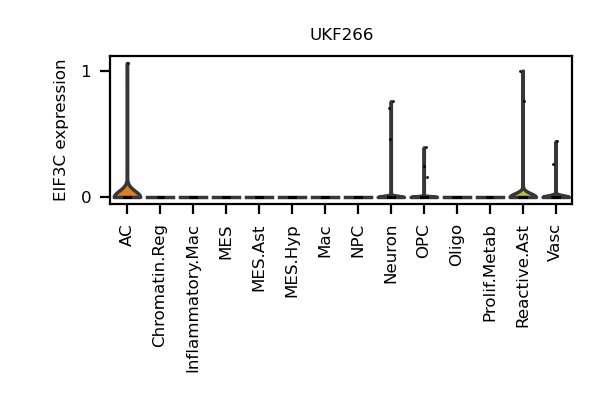 UKF266
EIF3C expression
1
0
AC
Chromatin.Reg
Inflammatory.Mac
MES
MES.Ast
MES.Hyp
Mac
NPC
Neuron
OPC
Oligo
Prolif.Metab
Reactive.Ast
Vasc